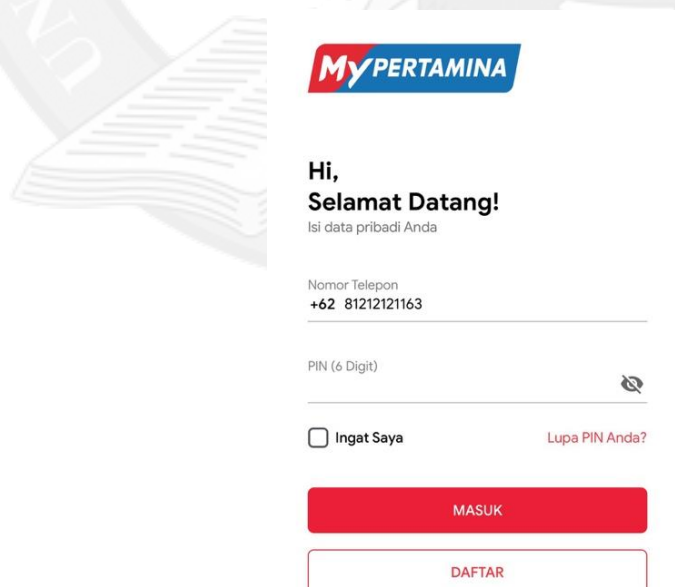 MyPERTAMINA
Hi,
Selamat Datang!
Isi data pribadi Anda
Nomor Telepon
+62 81212121163
PIN (6 Digit)
Ingat Saya Lupa PIN Anda?
MASUK
DAFTAR